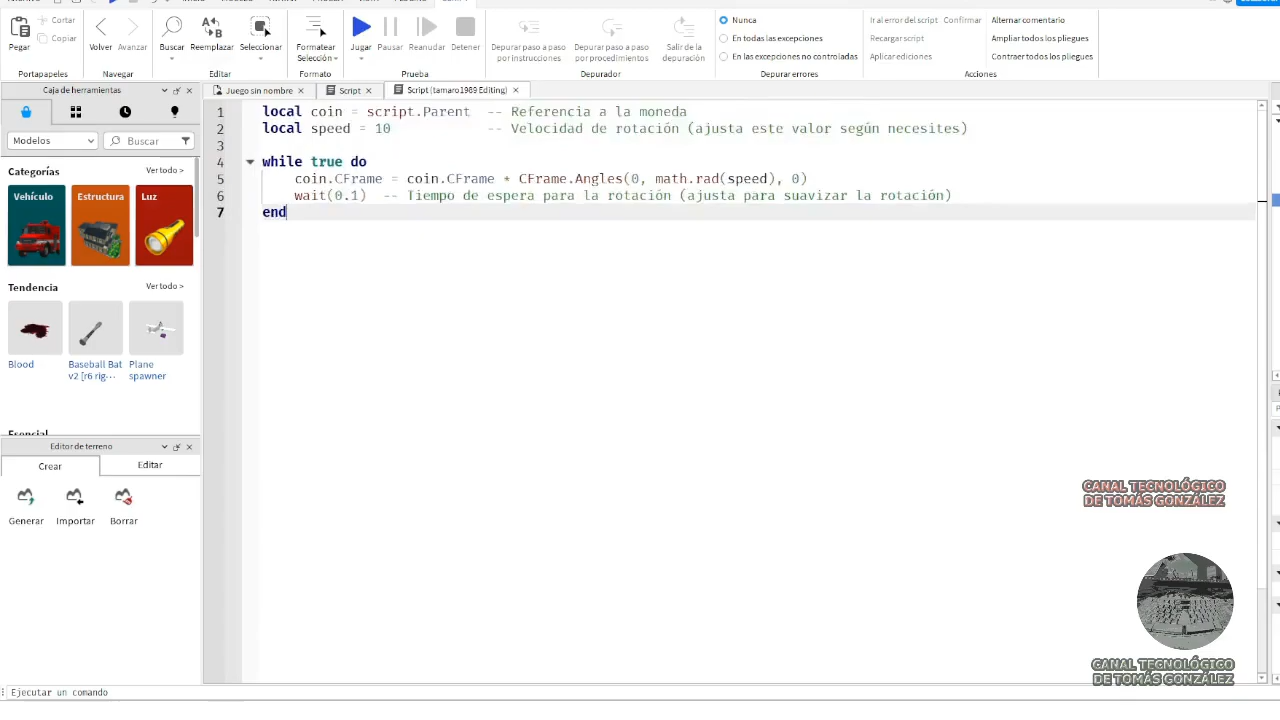 Pegar
Cortar
Copiar
Volver
Avanzar
Buscar
Reemplazar
Seleccionar
Formatear
Selección
Jugar
Pausar
Reanudar
Detener
Depurar paso a paso
por instrucciones
Depurar paso a paso
por procedimientos
Salir de la
depuración
Nunca
En todas las excepciones
En las excepciones no controladas
Ir al error del script
Confirmar
Recargar script
Aplicar ediciones
Alternar comentario
Ampliar todos los pliegues
Contraer todos los pliegues
Portapapeles
Navegar
Editar
Formato
Prueba
Depurador
Depurar errores
Acciones
Caja de herramientas
Juego sin nombre
Script
Script (tamaro1989 Editing)
Modelos
Buscar
Categorías
Ver todo >
Vehículo
Estructura
Luz
Tendencia
Ver todo >
Blood
Baseball Bat
v2 [r6 rig-···
Plane
spawner
Esencial
Editor de terreno
Crear
Editar
Generar
Importar
Borrar
1 local coin = script.Parent -- Referencia a la moneda
2 local speed = 10 -- Velocidad de rotación (ajusta este valor según necesites)
3
4 while true do
5 coin.CFrame = coin.CFrame * CFrame.Angles(0, math.rad(speed), 0)
6 wait(0.1) -- Tiempo de espera para la rotación (ajusta para suavizar la rotación)
7 end
CANAL TECNOLÓGICO
DE TOMÁS GONZÁLEZ
CANAL TECNOLÓGICO
DE TOMÁS GONZÁLEZ
Ejecutar un comando